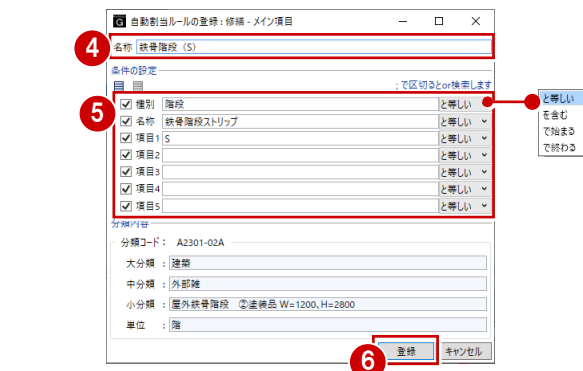 G 自動割当ルールの登録：修繕 - メイン項目
4 名称 鉄骨階段（S）
条件の設定
；で区切るとor検索します
5 種別 階段 と等しい
名称 鉄骨階段ストリップ と等しい
項目1 S と等しい
項目2 と等しい
項目3 と等しい
項目4 と等しい
項目5 と等しい
と等しい
を含む
で始まる
で終わる
分類内容
分類コード： A2301-02A
大分類 ：建築
中分類 ：外部雑
小分類 ：屋外鉄骨階段 ②塗装品 W=1200、H=2800
単位 ：階
6 登録 キャンセル